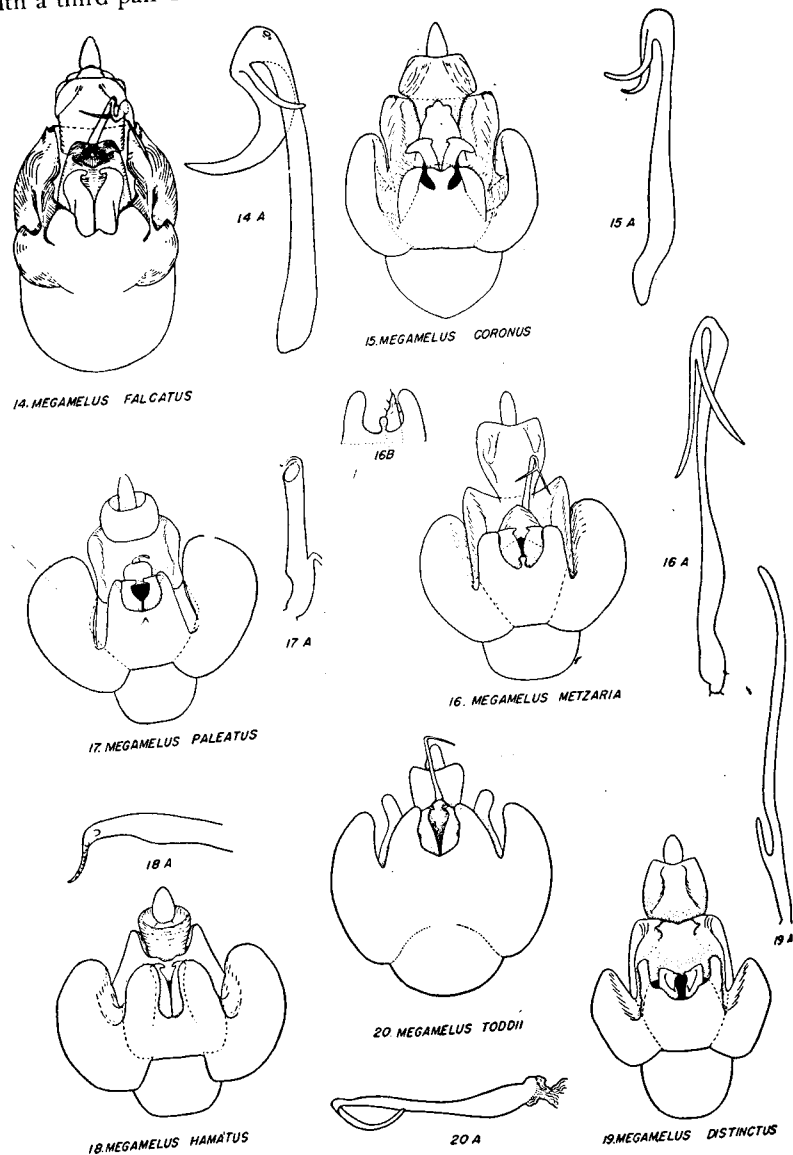 th a third pair
14 A
15 A
15. MEGAMELUS CORONUS
14. MEGAMELUS FALCATUS
16B
16 A
17 A
16. MEGAMELUS METZARIA
17. MEGAMELUS PALEATUS
18 A
19 A
20. MEGAMELUS TODDII
18. MEGAMELUS HAMATUS
20 A
19. MEGAMELUS DISTINCTUS